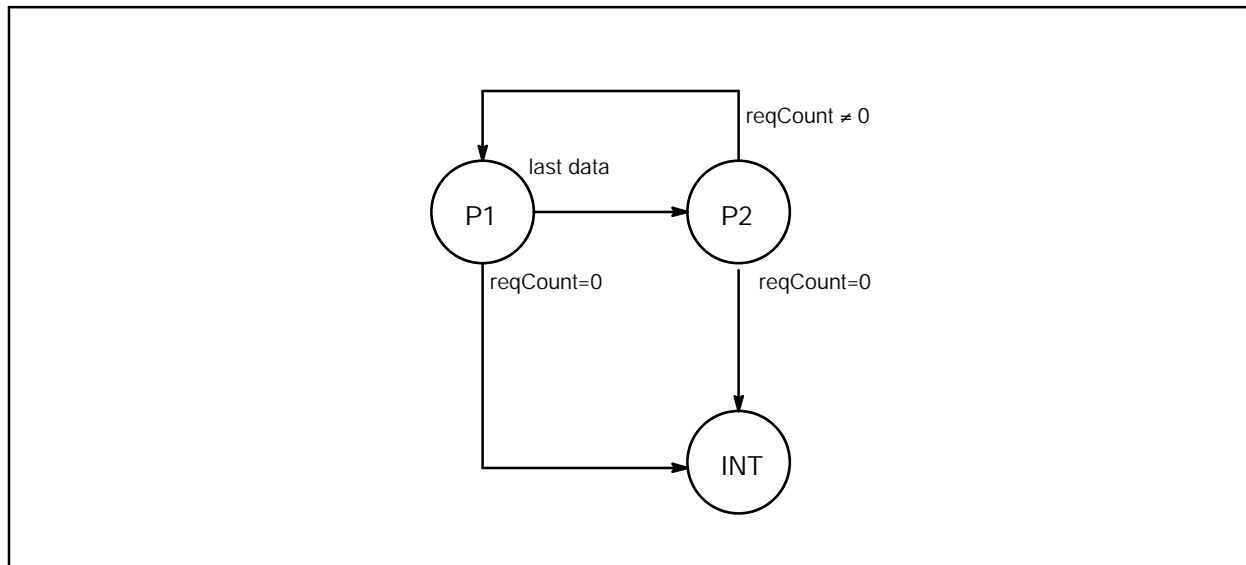 reqCount ≠ 0
last data
P1
P2
reqCount=0
reqCount=0
INT